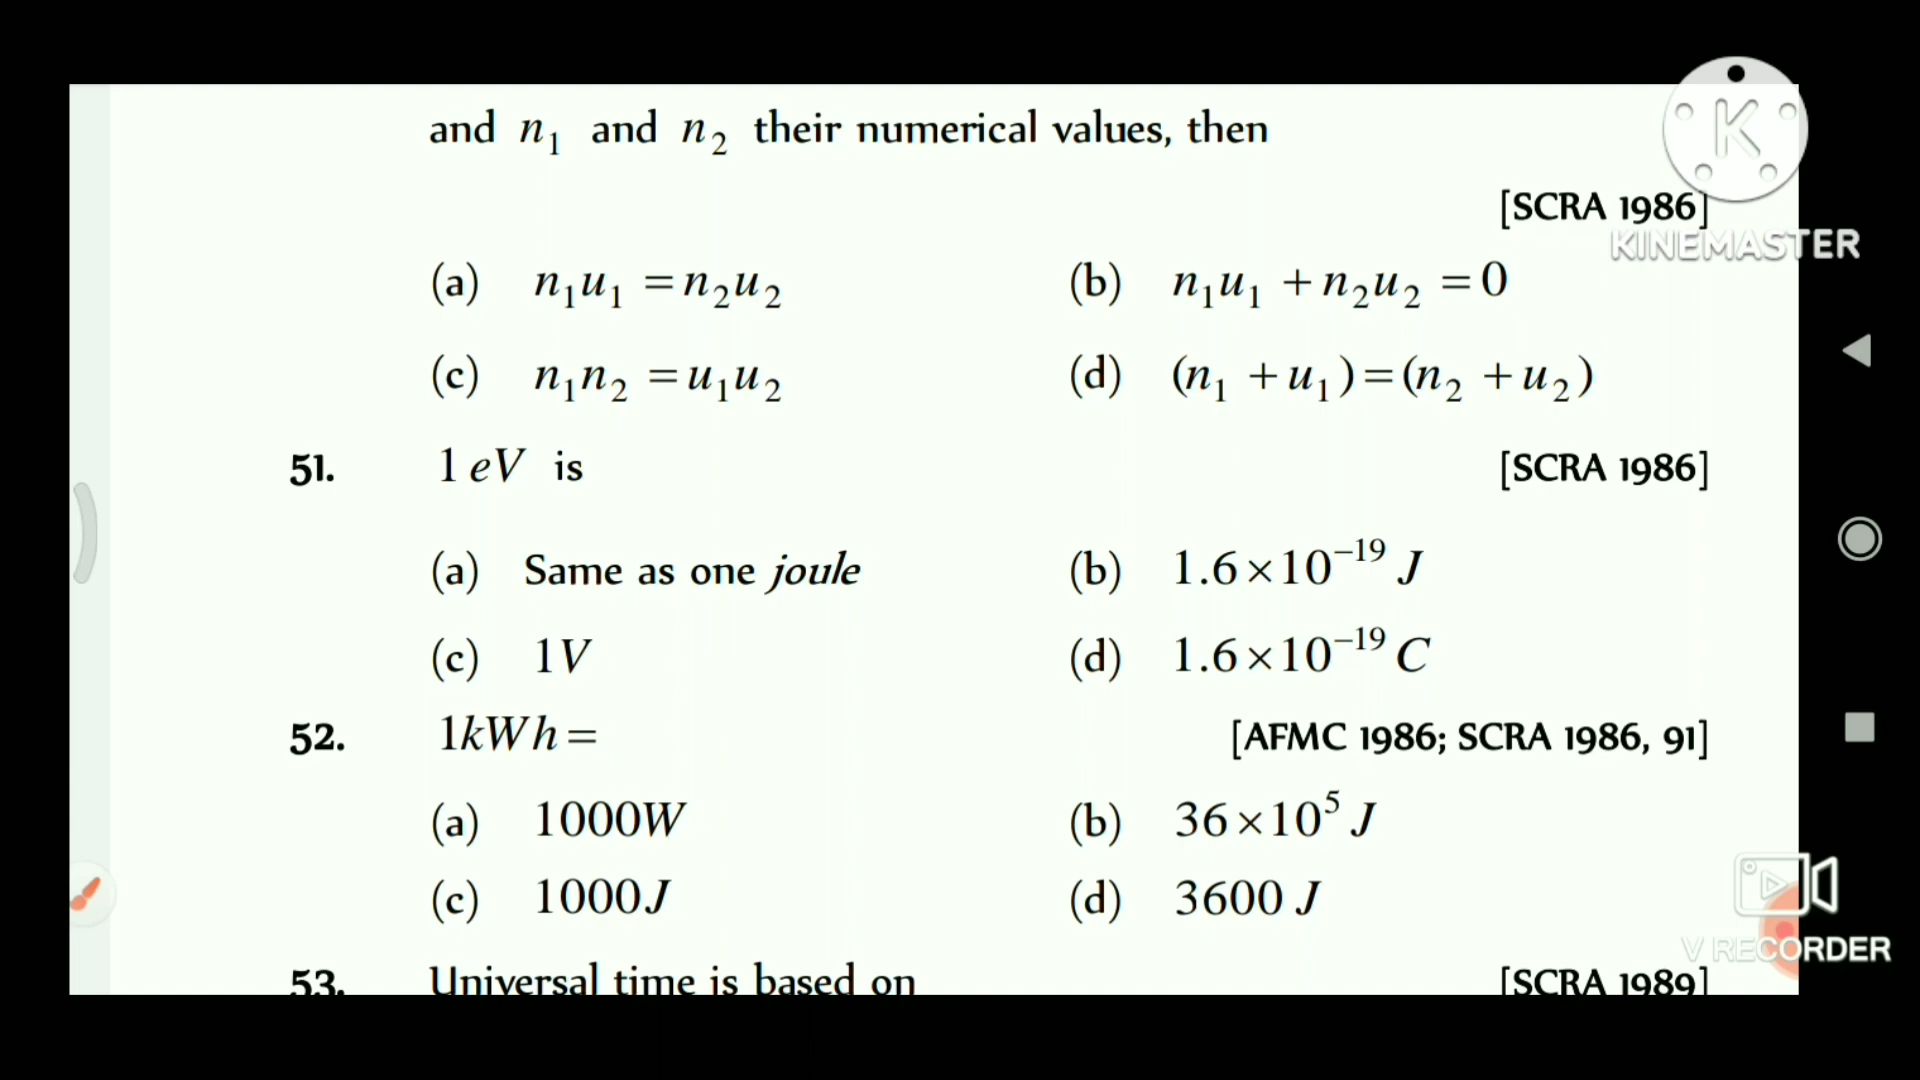 and n₁ and n₂ their numerical values, then
[SCRA 1986]
KINEMASTER
(a) n₁u₁ = n₂u₂ (b) n₁u₁ + n₂u₂ = 0
(c) n₁n₂ = u₁u₂ (d) (n₁ + u₁) = (n₂ + u₂)
51. 1 eV is [SCRA 1986]
(a) Same as one joule (b) 1.6 × 10⁻¹⁹ J
(c) 1V (d) 1.6 × 10⁻¹⁹ C
52. 1kWh = [AFMC 1986; SCRA 1986, 91]
(a) 1000W (b) 36 × 10⁵ J
(c) 1000J (d) 3600 J
V RECORDER
53. Universal time is based on [SCRA 1989]